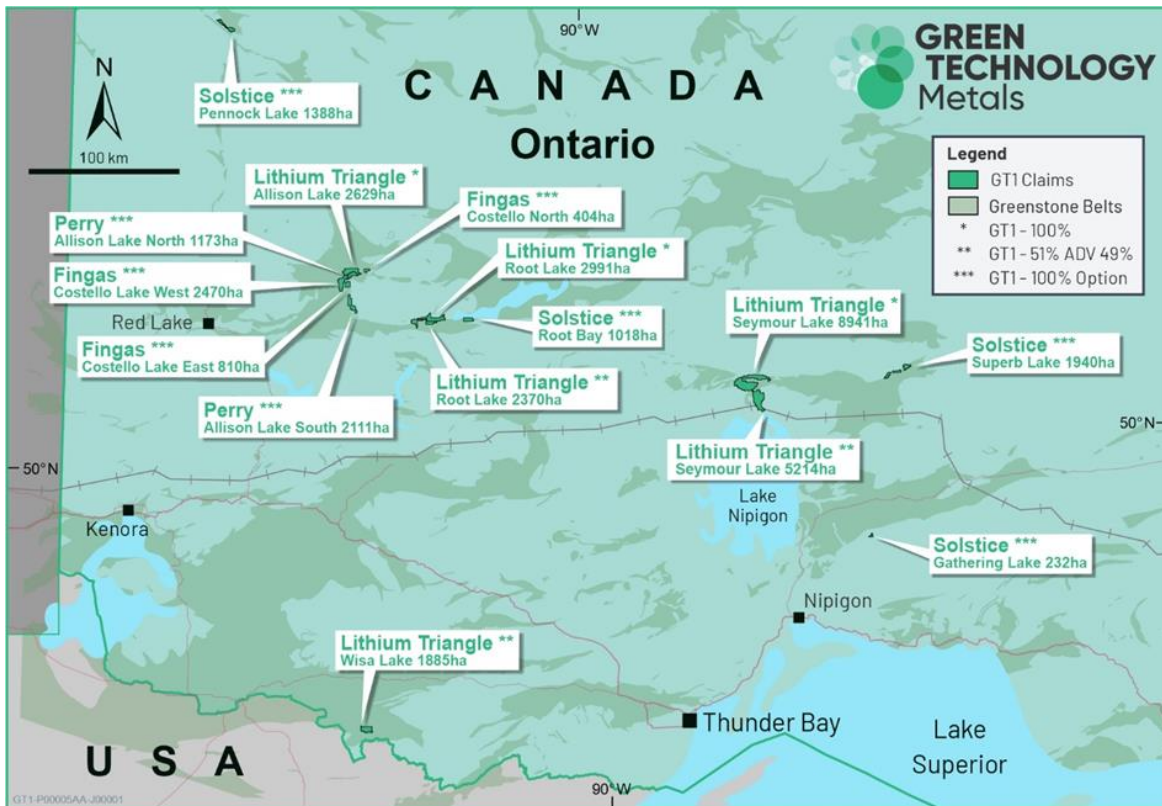 90°W
GREEN
TECHNOLOGY
Metals
CANADA
Ontario
N
100 km
Solstice ***
Pennock Lake 1388ha
Legend
GT1 Claims
Greenstone Belts
* GT1 - 100%
** GT1 - 51% ADV 49%
*** GT1 - 100% Option
Lithium Triangle *
Allison Lake 2629ha
Fingas ***
Costello North 404ha
Perry ***
Allison Lake North 1173ha
Lithium Triangle *
Root Lake 2991ha
Fingas ***
Costello Lake West 2470ha
Red Lake
Solstice ***
Root Bay 1018ha
Lithium Triangle *
Seymour Lake 8941ha
Solstice ***
Superb Lake 1940ha
Fingas ***
Costello Lake East 810ha
Lithium Triangle **
Root Lake 2370ha
Perry ***
Allison Lake South 2111ha
50°N
Lithium Triangle **
Seymour Lake 5214ha
50°N
Lake
Nipigon
Kenora
Solstice ***
Gathering Lake 232ha
Nipigon
Lithium Triangle **
Wisa Lake 1885ha
Thunder Bay
Lake
Superior
USA
90°W
GT1-P00005AA-J00001